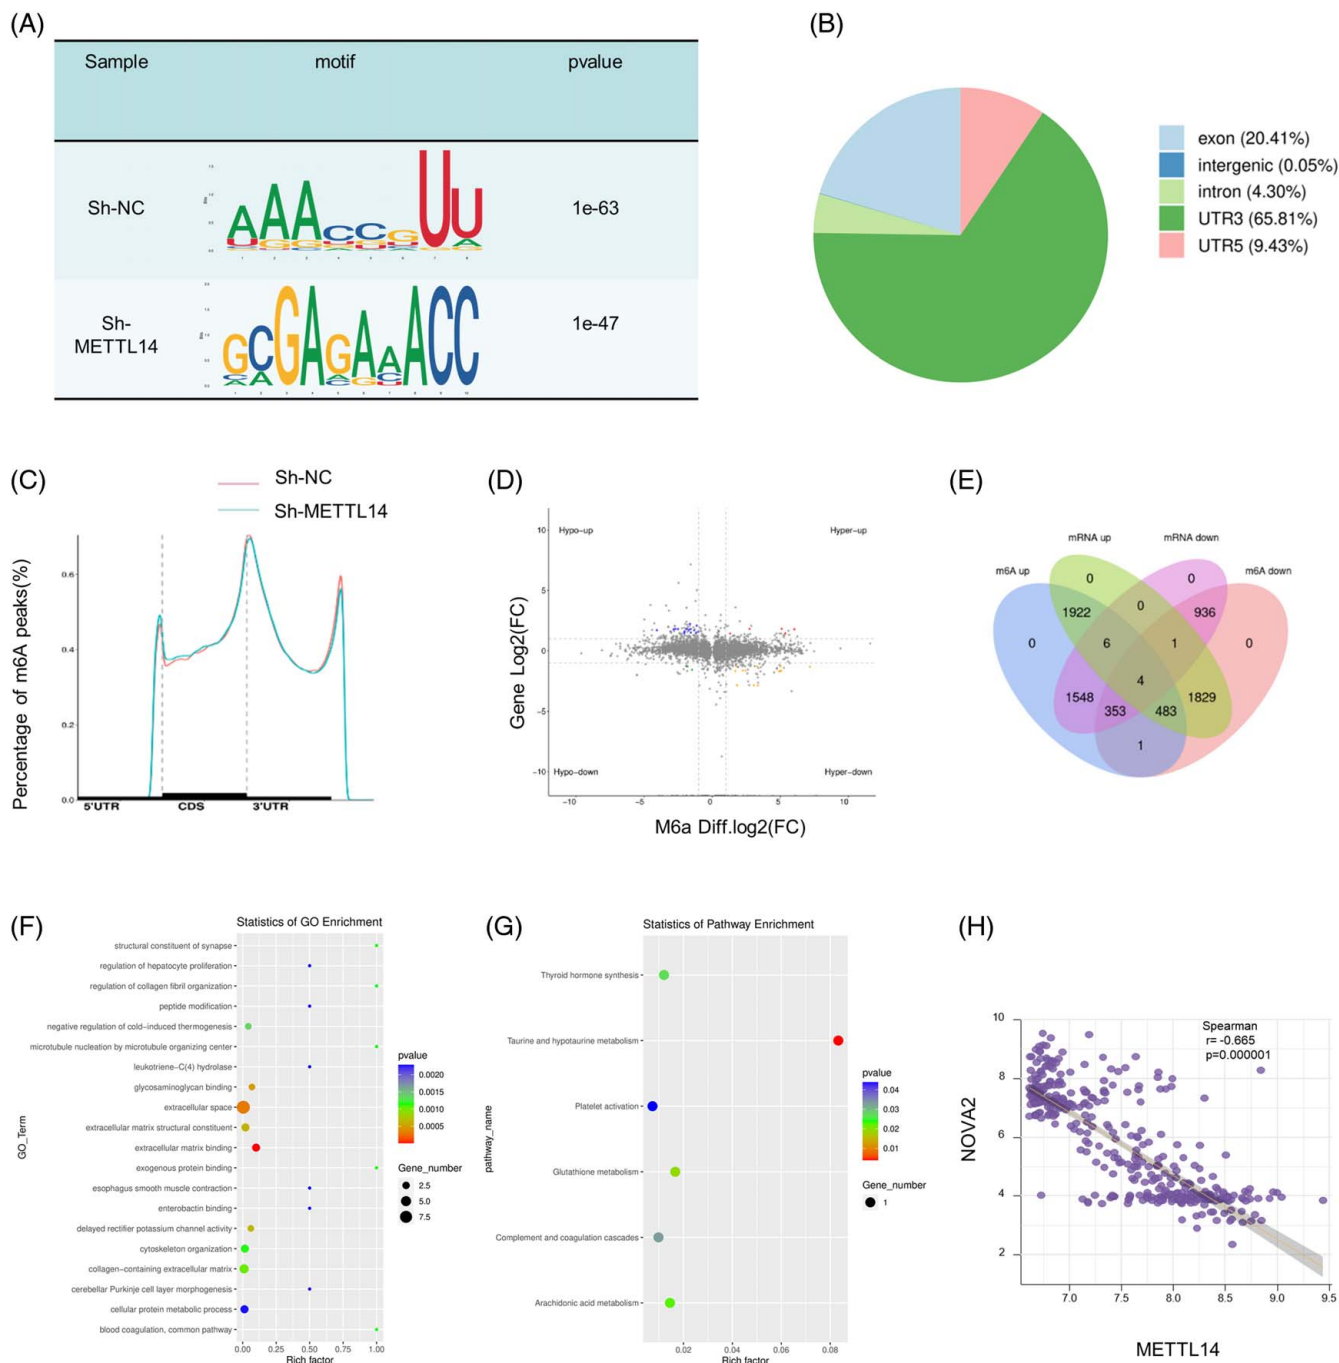 (A)
Sample motif pvalue
Sh-NC
AAACCGUU
1e-63
Sh-
METTL14
GCGAGAAACC
1e-47
(B)
exon (20.41%)
intergenic (0.05%)
intron (4.30%)
UTR3 (65.81%)
UTR5 (9.43%)
(C)
Sh-NC
Sh-METTL14
Percentage of m6A peaks(%)
0.6
0.4
0.2
0.0
5'UTR CDS 3'UTR
(D)
Hypo-up Hyper-up
Hypo-down Hyper-down
Gene Log2(FC)
10
5
0
-5
-10
-10 -5 0 5 10
M6a Diff.log2(FC)
(E)
m6A up mRNA up mRNA down m6A down
0 0
1922 0 936
0 6 1 0
4
1548 1829
353 483
1
(F)
Statistics of GO Enrichment
GO_Term
structural constituent of synapse
regulation of hepatocyte proliferation
regulation of collagen fibril organization
peptide modification
negative regulation of cold-induced thermogenesis
microtubule nucleation by microtubule organizing center
leukotriene-C(4) hydrolase
glycosaminoglycan binding
extracellular space
extracellular matrix structural constituent
extracellular matrix binding
exogenous protein binding
esophagus smooth muscle contraction
enterobactin binding
delayed rectifier potassium channel activity
cytoskeleton organization
collagen-containing extracellular matrix
cerebellar Purkinje cell layer morphogenesis
cellular protein metabolic process
blood coagulation, common pathway
0.00 0.25 0.50 0.75 1.00
Rich factor
pvalue
0.0020
0.0015
0.0010
0.0005
Gene_number
2.5
5.0
7.5
(G)
Statistics of Pathway Enrichment
pathway_name
Thyroid hormone synthesis
Taurine and hypotaurine metabolism
Platelet activation
Glutathione metabolism
Complement and coagulation cascades
Arachidonic acid metabolism
0.02 0.04 0.06 0.08
Rich factor
pvalue
0.04
0.03
0.02
0.01
Gene_number
1
(H)
Spearman
r= -0.665
p=0.000001
NOVA2
10
8
6
4
2
7.0 7.5 8.0 8.5 9.0 9.5
METTL14